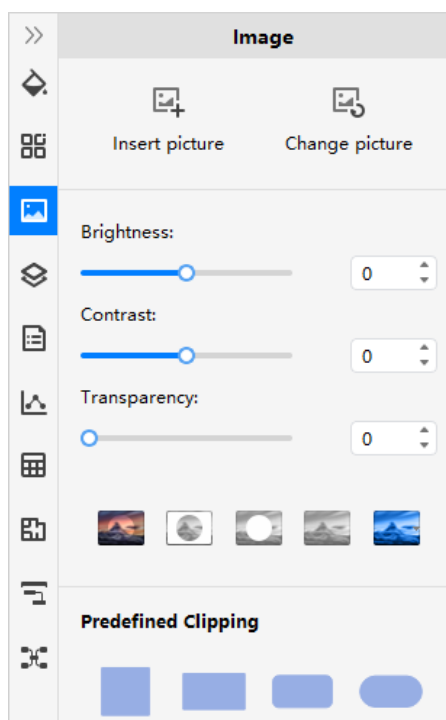 Image
Insert picture Change picture
Brightness:
0
Contrast:
0
Transparency:
0
Predefined Clipping